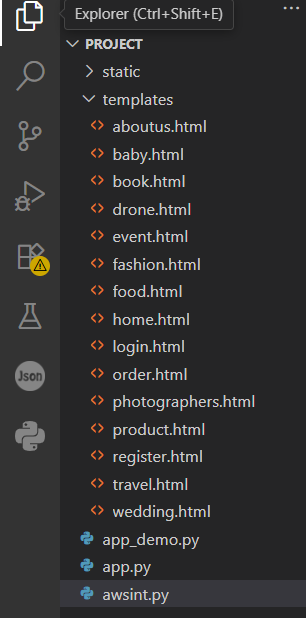 Explorer (Ctrl+Shift+E)
PROJECT
static
templates
aboutus.html
baby.html
book.html
drone.html
event.html
fashion.html
food.html
home.html
login.html
order.html
photographers.html
product.html
register.html
travel.html
wedding.html
app_demo.py
app.py
awsint.py
Json